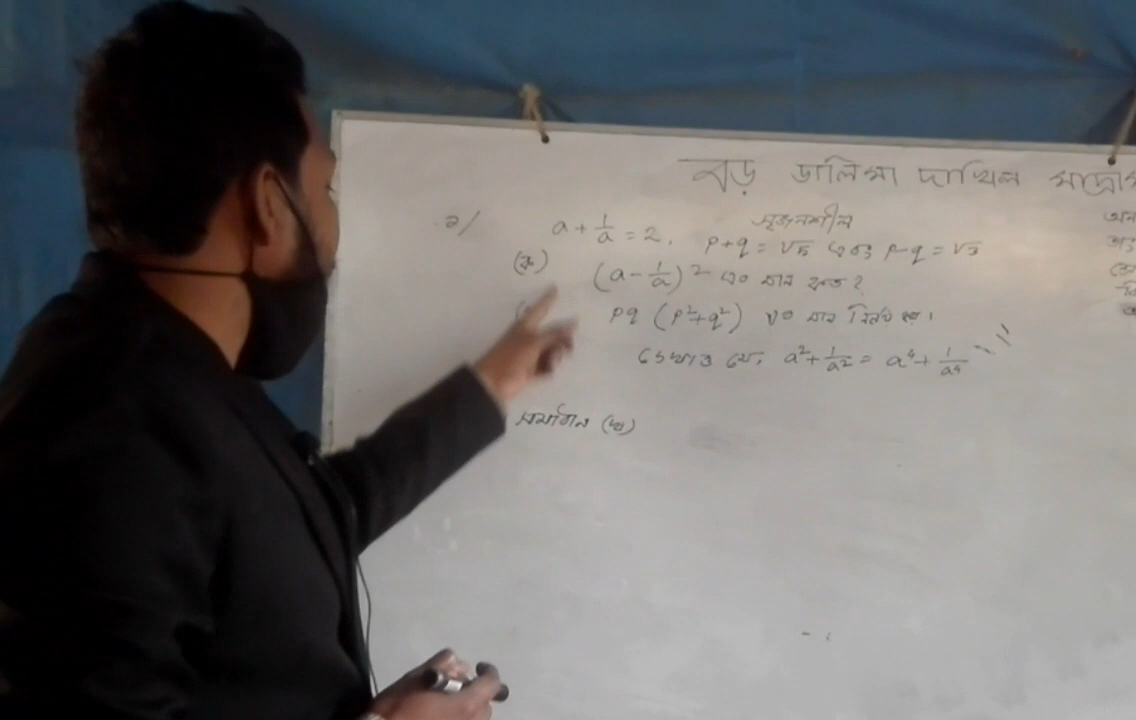 বড় ডালিমা দাখিল মাদ্রাস
সৃজনশীল
২/ a + 1/a = 2, p + q = √5 এবং p - q = √3
(ক) (a - 1/a)² এর মান কত?
pq (p² + q²) এর মান নির্ণয় কর।
দেখাও যে, a² + 1/a² = a⁴ + 1/a⁴
সমাধান (ক)